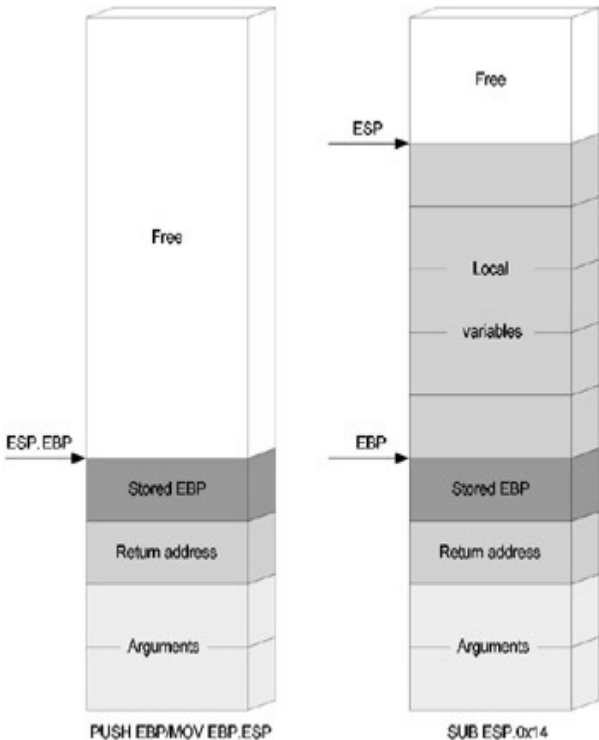 Free
ESP.EBP
Stored EBP
Return address
Arguments
PUSH EBP/MOV EBP.ESP
Free
ESP
Local
variables
EBP
Stored EBP
Return address
Arguments
SUB ESP.0x14